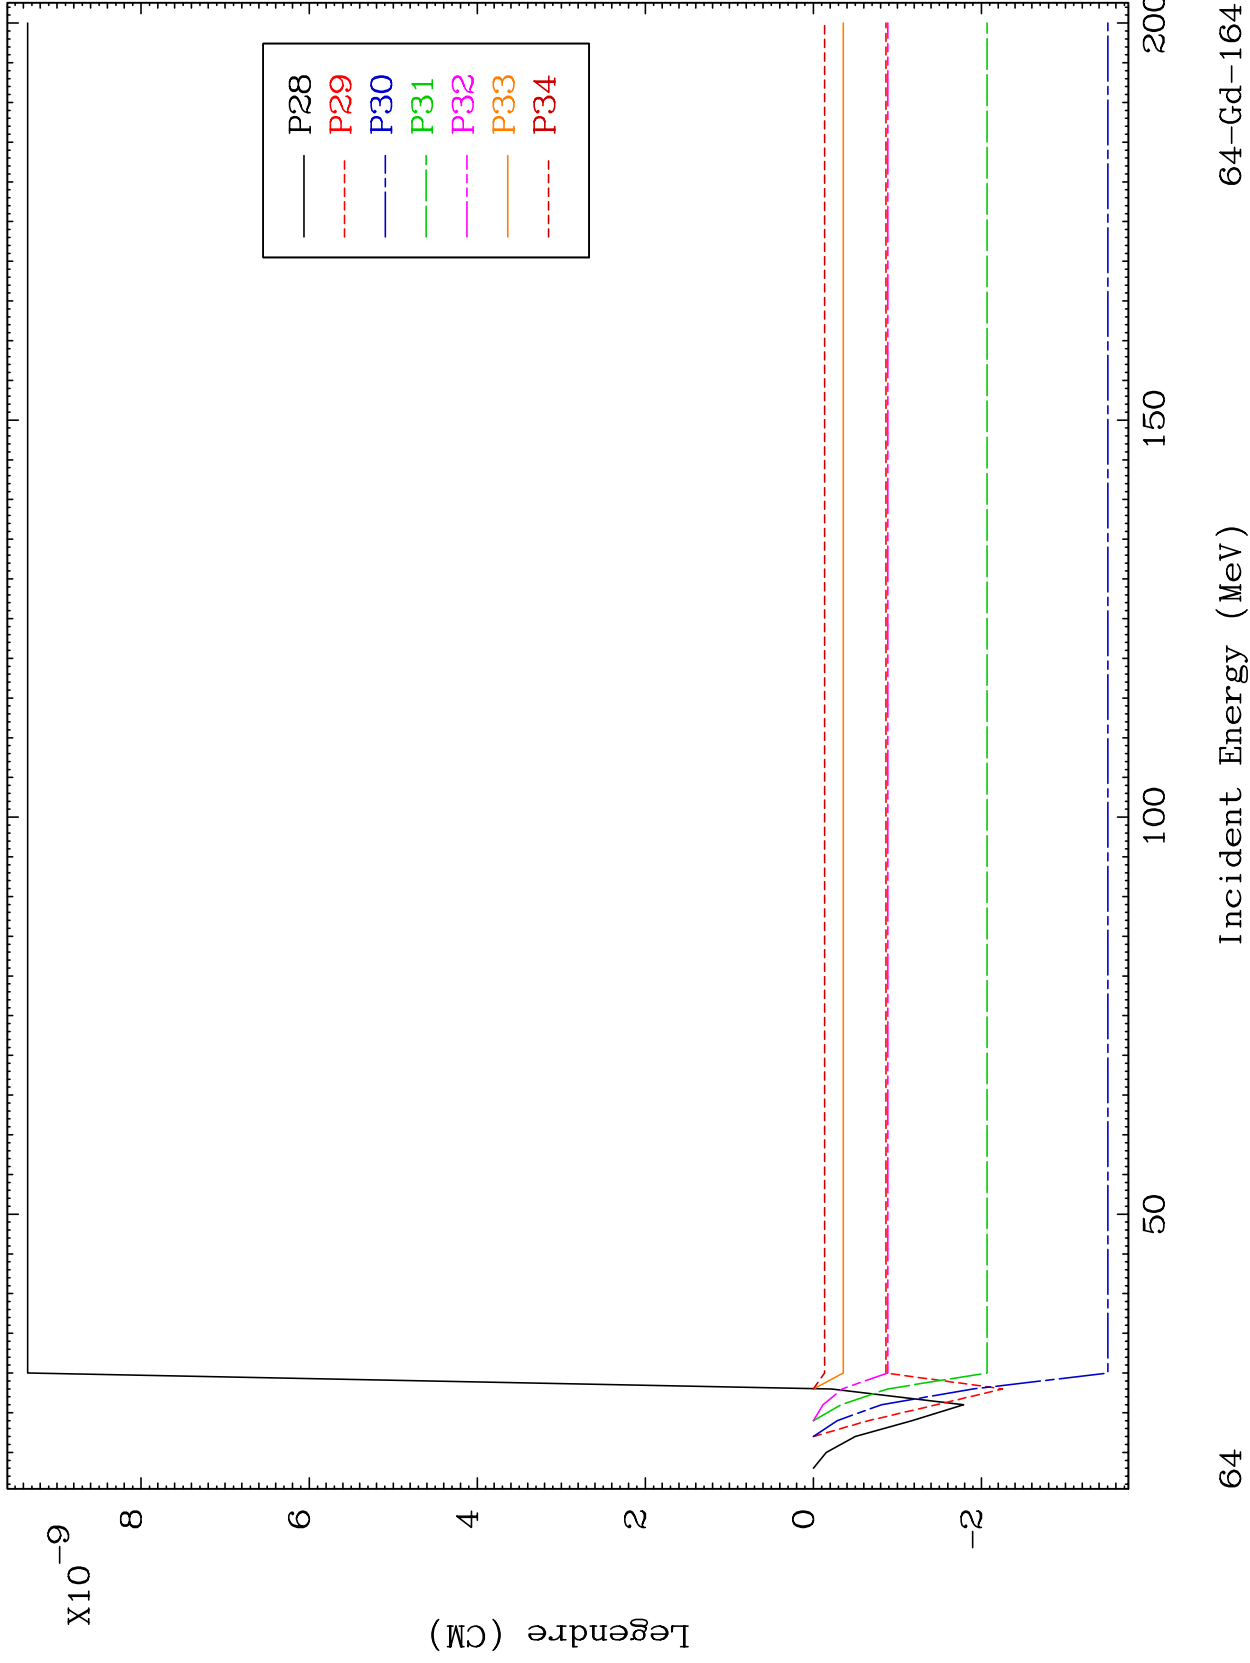 X10-9
8
6
4
2
0
-2
Legendre (CM)
P28
P29
P30
P31
P32
P33
P34
50
100
150
200
Incident Energy (MeV)
64
64-Gd-164